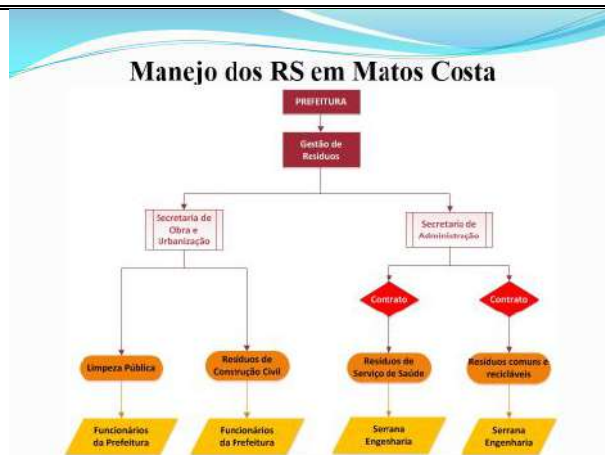 Manejo dos RS em Matos Costa
PREFEITURA
Gestão de
Resíduos
Secretaria de
Obra e
Urbanização
Secretaria de
Administração
Contrato
Contrato
Limpeza Pública
Resíduos de
Construção Civil
Resíduos de
Serviço de Saúde
Resíduos comuns e
recicláveis
Funcionários
da Prefeitura
Funcionários
da Prefeitura
Serrana
Engenharia
Serrana
Engenharia